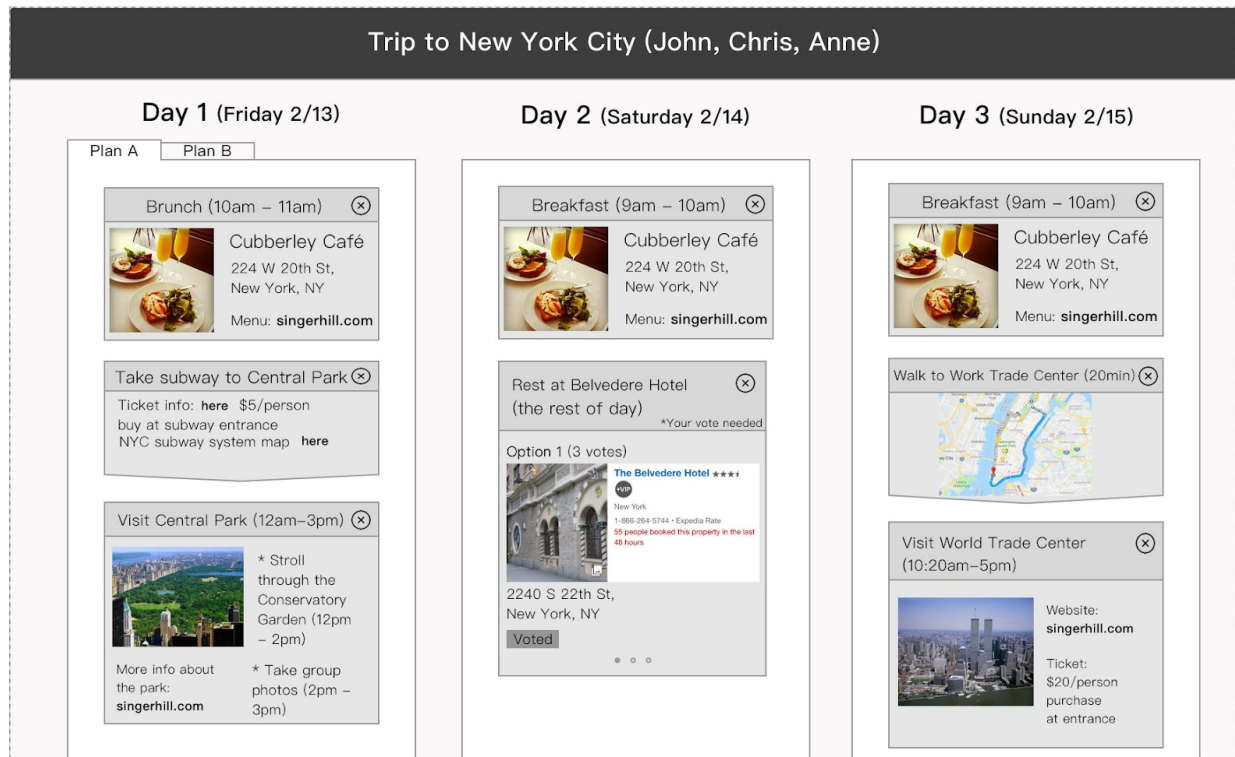 Trip to New York City (John, Chris, Anne)
Day 1 (Friday 2/13)
Plan A
Plan B
Brunch (10am – 11am)
Cubberley Café
224 W 20th St,
New York, NY
Menu: singerhill.com
Take subway to Central Park
Ticket info: here $5/person
buy at subway entrance
NYC subway system map here
Visit Central Park (12am–3pm)
* Stroll
through the
Conservatory
Garden (12pm
– 2pm)
More info about
the park:
singerhill.com
* Take group
photos (2pm –
3pm)
Day 2 (Saturday 2/14)
Breakfast (9am – 10am)
Cubberley Café
224 W 20th St,
New York, NY
Menu: singerhill.com
Rest at Belvedere Hotel
(the rest of day)
*Your vote needed
Option 1 (3 votes)
The Belvedere Hotel
+VIP
New York
1-866-264-5744 • Expedia Rate
55 people booked this property in the last
48 hours
2240 S 22th St,
New York, NY
Voted
Day 3 (Sunday 2/15)
Breakfast (9am – 10am)
Cubberley Café
224 W 20th St,
New York, NY
Menu: singerhill.com
Walk to Work Trade Center (20min)
Visit World Trade Center
(10:20am–5pm)
Website:
singerhill.com
Ticket:
$20/person
purchase
at entrance